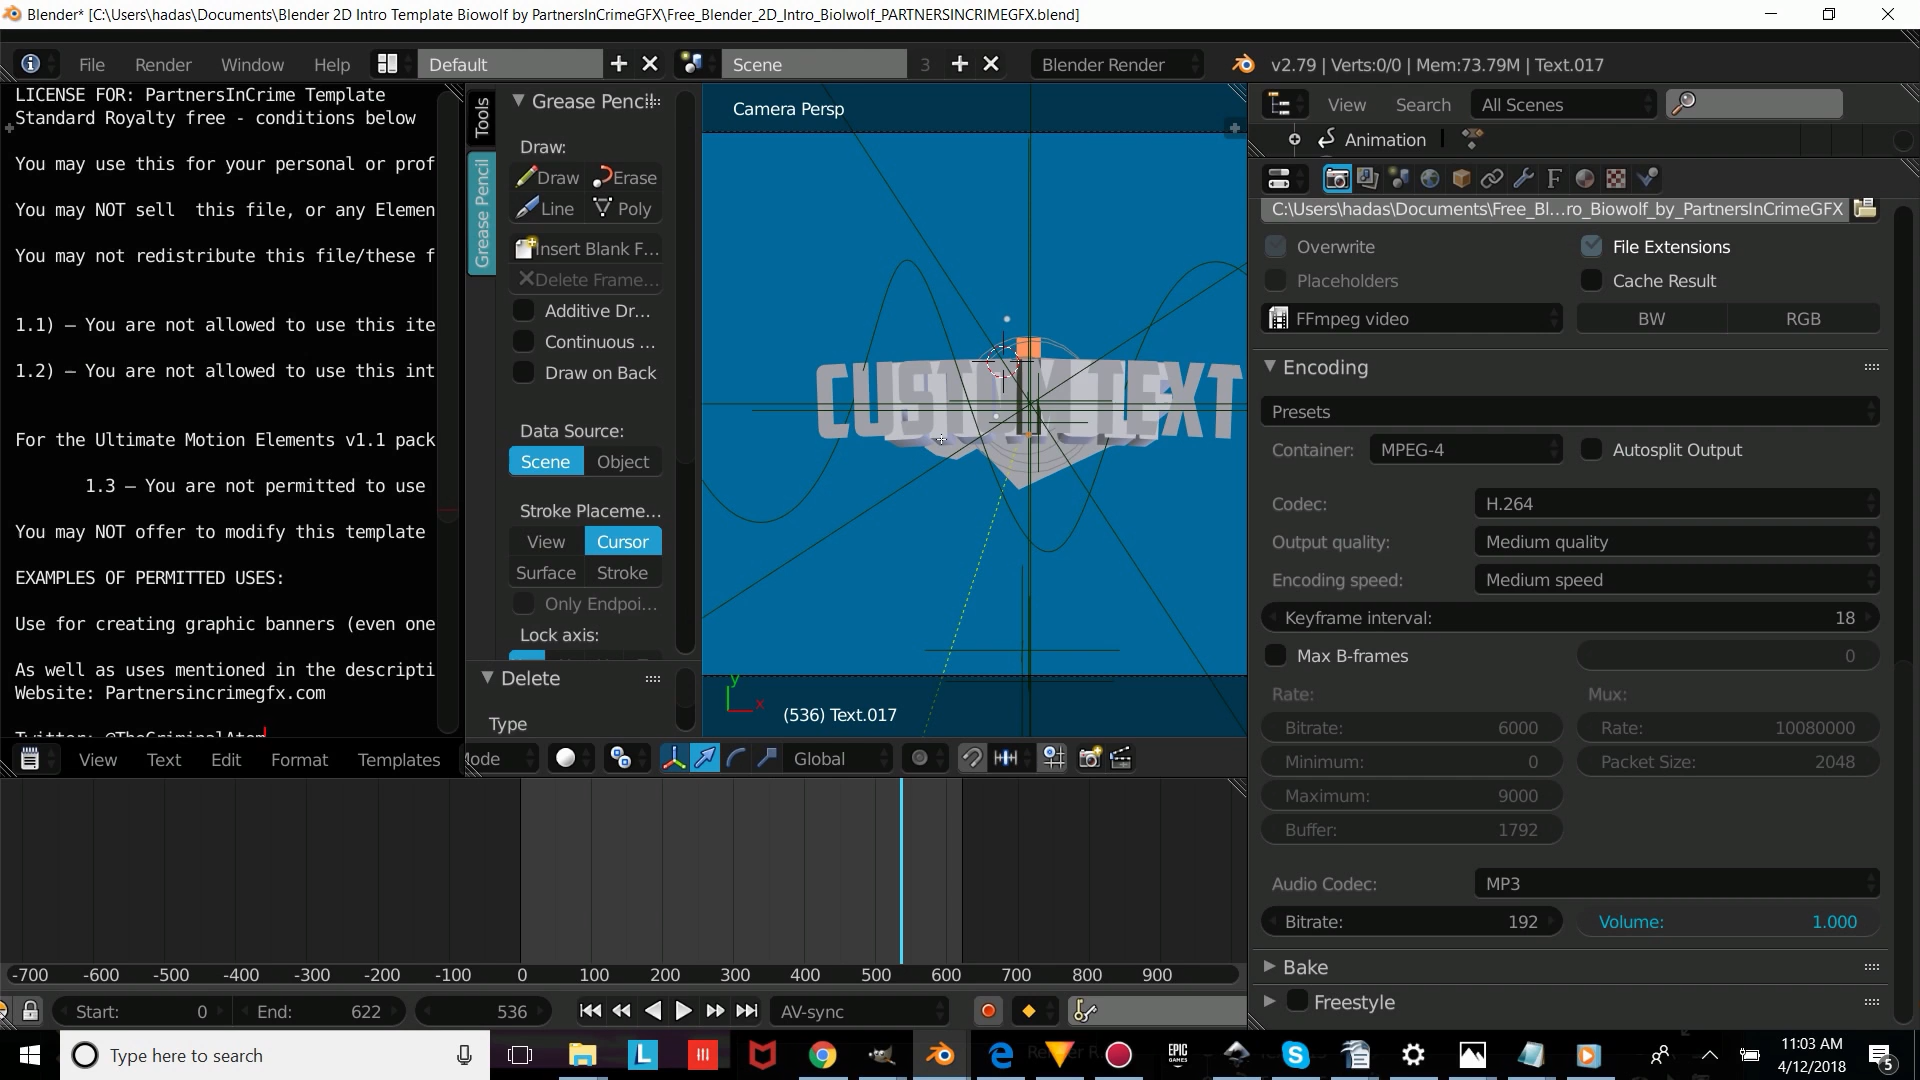 Blender* [C:\Users\hadas\Documents\Blender 2D Intro Template Biowolf by PartnersInCrimeGFX\Free_Blender_2D_Intro_Biolwolf_PARTNERSINCRIMEGFX.blend]
File Render Window Help Default Scene 3 Blender Render v2.79 | Verts:0/0 | Mem:73.79M | Text.017
LICENSE FOR: PartnersInCrime Template
Standard Royalty free - conditions below
You may use this for your personal or prof
You may NOT sell  this file, or any Elemen
You may not redistribute this file/these f
1.1) – You are not allowed to use this ite
1.2) – You are not allowed to use this int
For the Ultimate Motion Elements v1.1 pack
1.3 – You are not permitted to use
You may NOT offer to modify this template
EXAMPLES OF PERMITTED USES:
Use for creating graphic banners (even one
As well as uses mentioned in the descripti
Website: Partnersincrimegfx.com
Twitter: @TheCriminalAtom
View Text Edit Format Templates
Tools
Grease Pencil
Grease Pencil
Draw:
Draw Erase
Line Poly
Insert Blank F...
Delete Frame...
Additive Dr...
Continuous ...
Draw on Back
Data Source:
Scene Object
Stroke Placeme...
View Cursor
Surface Stroke
Only Endpoi...
Lock axis:
Delete
Type
Camera Persp
CUSTOM TEXT
y
x
(536) Text.017
ode Global
View Search All Scenes
Animation
F
C:\Users\hadas\Documents\Free_Bl...ro_Biowolf_by_PartnersInCrimeGFX
Overwrite File Extensions
Placeholders Cache Result
FFmpeg video BW RGB
Encoding
Presets
Container: MPEG-4 Autosplit Output
Codec: H.264
Output quality: Medium quality
Encoding speed: Medium speed
Keyframe interval: 18
Max B-frames 0
Rate: Mux:
Bitrate: 6000 Rate: 10080000
Minimum: 0 Packet Size: 2048
Maximum: 9000
Buffer: 1792
Audio Codec: MP3
Bitrate: 192 Volume: 1.000
Bake
Freestyle
-700 -600 -500 -400 -300 -200 -100 0 100 200 300 400 500 600 700 800 900
Start: 0 End: 622 536 AV-sync
Type here to search L EPIC GAMES 11:03 AM
4/12/2018 5